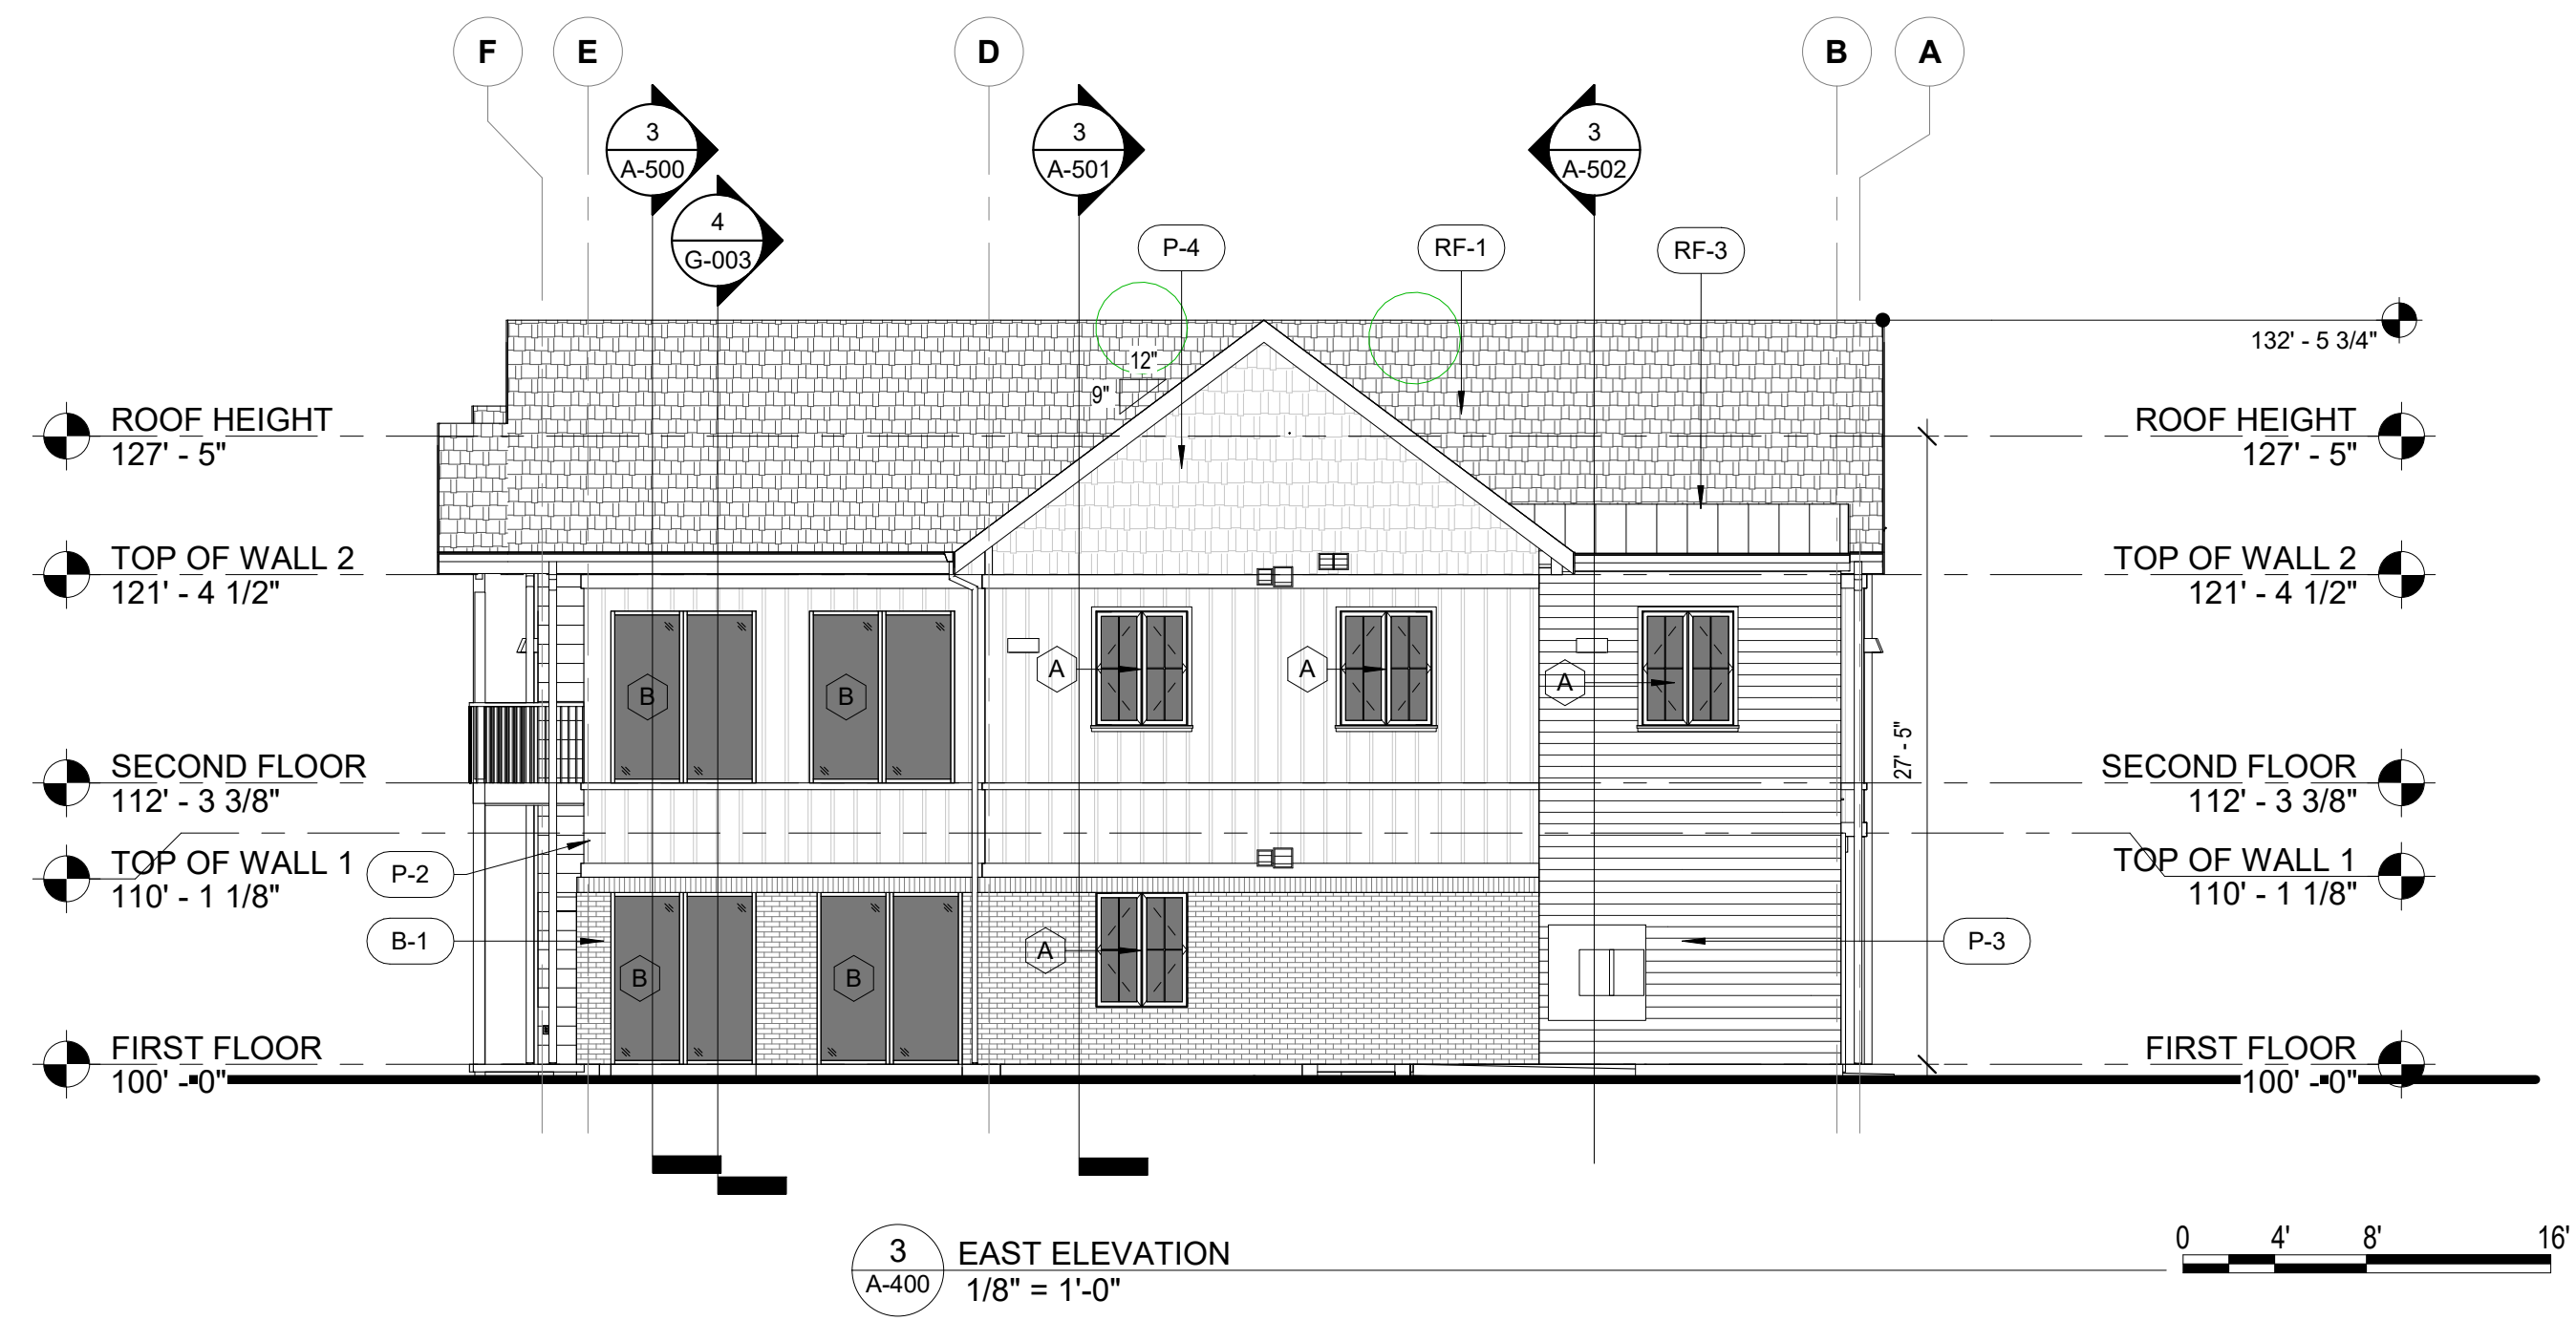 F
E
D
B
A
3
A-500
3
A-501
3
A-502
4
G-003
P-4
RF-1
RF-3
132' - 5 3/4"
12"
9"
ROOF HEIGHT
127' - 5"
ROOF HEIGHT
127' - 5"
TOP OF WALL 2
121' - 4 1/2"
TOP OF WALL 2
121' - 4 1/2"
A
A
A
B
B
27' - 5"
SECOND FLOOR
112' - 3 3/8"
SECOND FLOOR
112' - 3 3/8"
TOP OF WALL 1
110' - 1 1/8"
P-2
TOP OF WALL 1
110' - 1 1/8"
B-1
A
P-3
B
B
FIRST FLOOR
100' - 0"
FIRST FLOOR
100' - 0"
3
A-400
EAST ELEVATION
1/8" = 1'-0"
0 4' 8' 16'